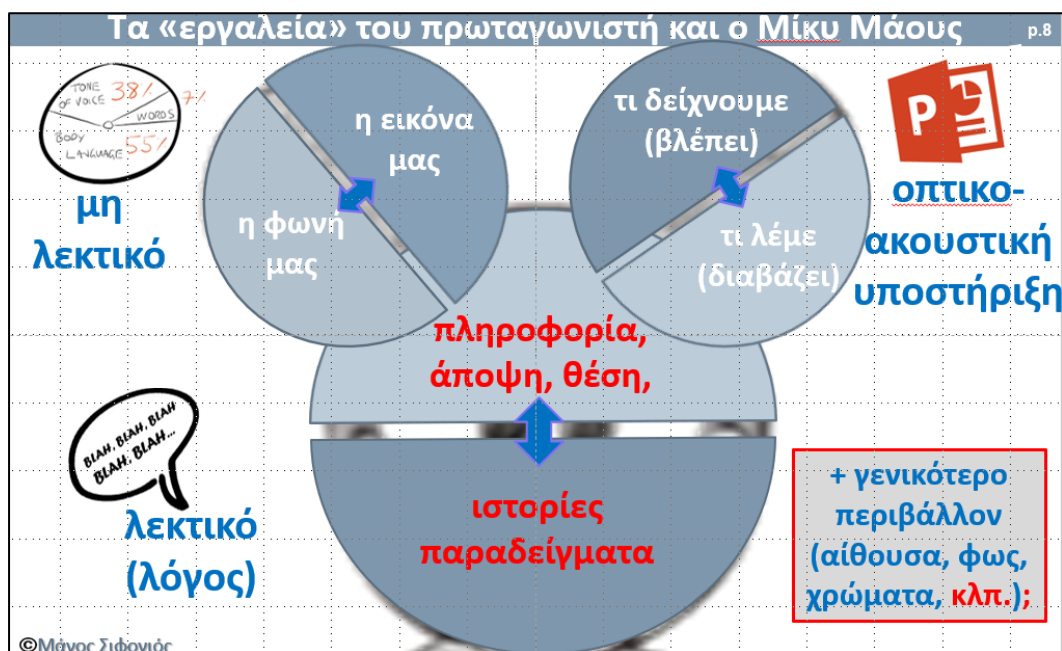 Τα «εργαλεία» του πρωταγωνιστή και ο Μίκυ Μάους
p.8
TONE
OF VOICE 38%
7%
WORDS
BODY
LANGUAGE 55%
μη
λεκτικό
η εικόνα
μας
η φωνή
μας
τι δείχνουμε
(βλέπει)
τι λέμε
(διαβάζει)
P
οπτικο-
ακουστική
υποστήριξη
πληροφορία,
άποψη, θέση,
BLAH, BLAH, BLAH
BLAH, BLAH...
λεκτικό
(λόγος)
ιστορίες
παραδείγματα
+ γενικότερο
περιβάλλον
(αίθουσα, φως,
χρώματα, κλπ.);
©Μάνος Σιφονιός